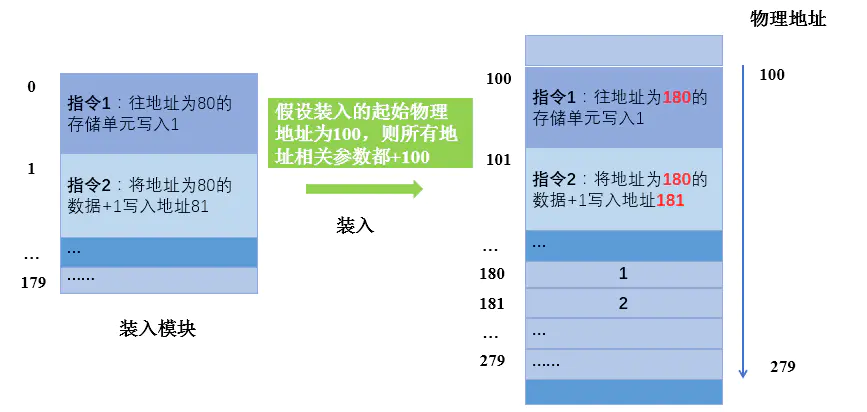 物理地址
0
指令1：往地址为80的
存储单元写入1
1
指令2：将地址为80的
数据+1写入地址81
…
…
179
……
装入模块
假设装入的起始物理
地址为100，则所有地
址相关参数都+100
装入
100
指令1：往地址为180的
存储单元写入1
101
指令2：将地址为180的
数据+1写入地址181
…
…
180
1
181
2
…
…
279
……
100
279